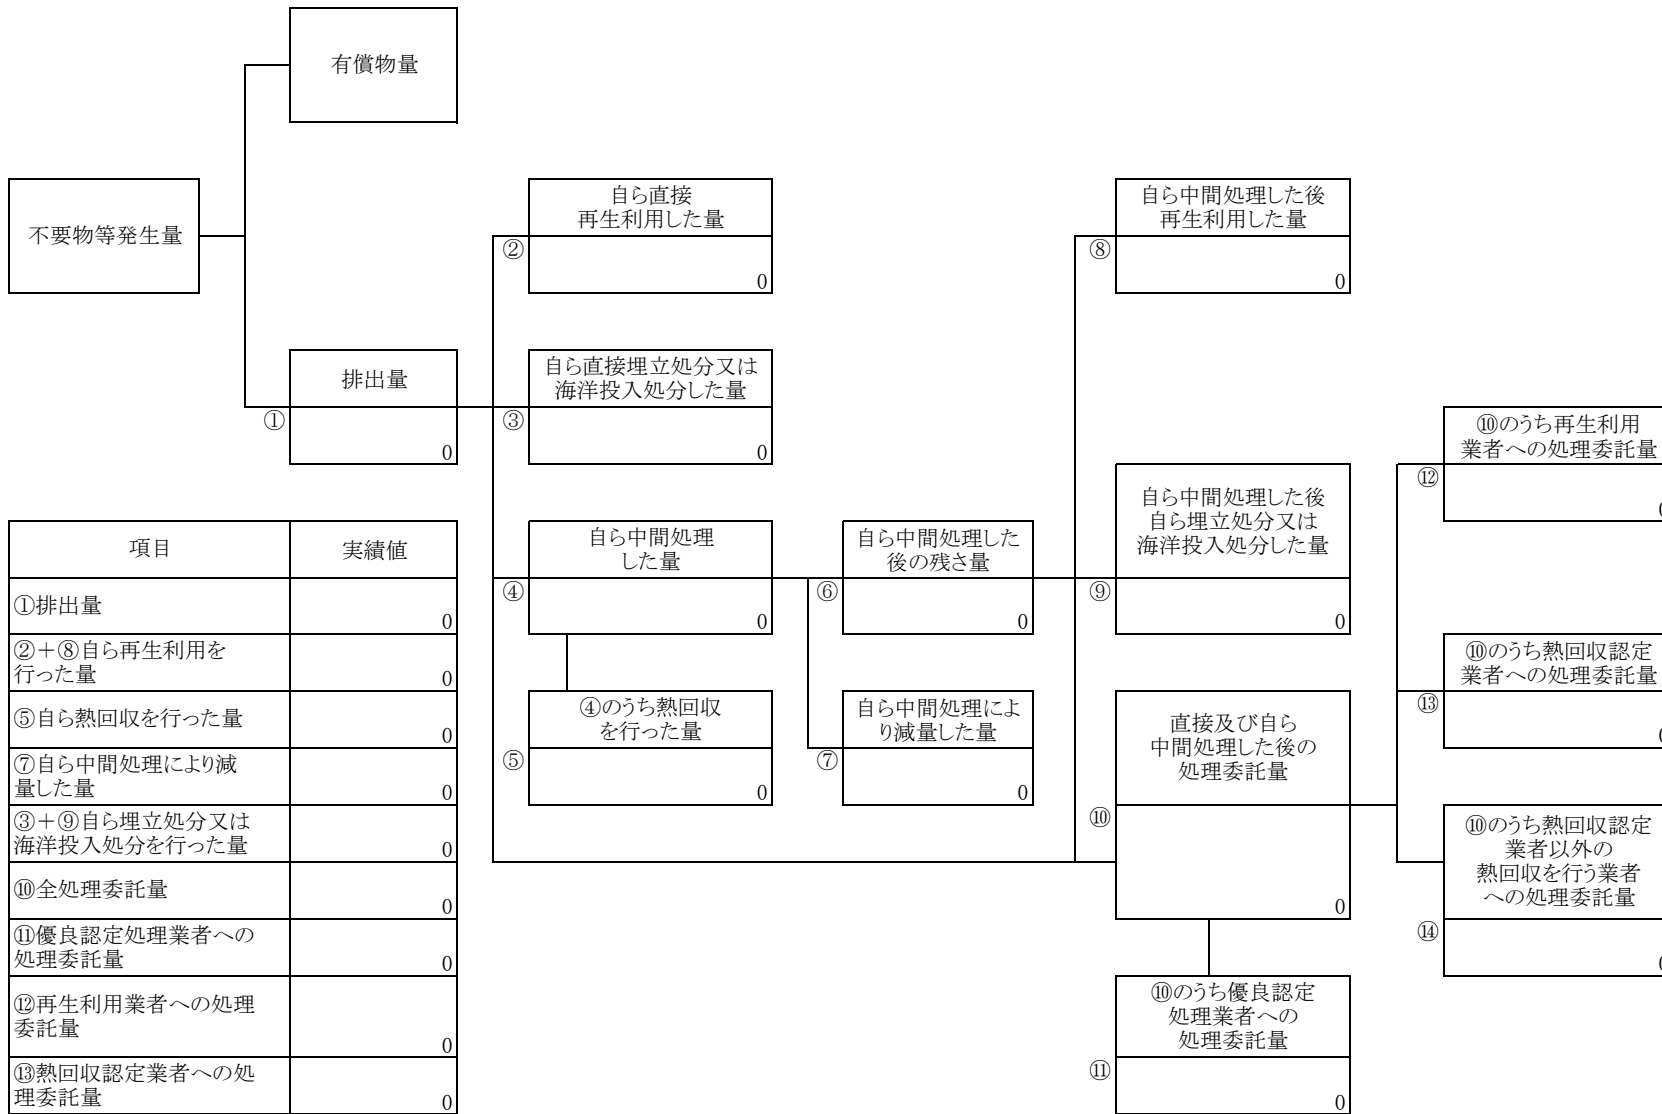 有償物量
不要物等発生量
自ら直接
再生利用した量
②
0
自ら中間処理した後
再生利用した量
⑧
0
排出量
①
0
自ら直接埋立処分又は
海洋投入処分した量
③
0
⑩のうち再生利用
業者への処理委託量
⑫
自ら中間処理
した量
④
0
自ら中間処理した
後の残さ量
⑥
0
自ら中間処理した後
自ら埋立処分又は
海洋投入処分した量
⑨
0
⑩のうち熱回収認定
業者への処理委託量
⑬
④のうち熱回収
を行った量
⑤
0
自ら中間処理によ
り減量した量
⑦
0
直接及び自ら
中間処理した後の
処理委託量
⑩
0
⑩のうち熱回収認定
業者以外の
熱回収を行う業者
への処理委託量
⑭
⑩のうち優良認定
処理業者への
処理委託量
⑪
0
項目
実績値
①排出量
0
②+⑧自ら再生利用を
行った量
0
⑤自ら熱回収を行った量
0
⑦自ら中間処理により減
量した量
0
③+⑨自ら埋立処分又は
海洋投入処分を行った量
0
⑩全処理委託量
0
⑪優良認定処理業者への
処理委託量
0
⑫再生利用業者への処理
委託量
0
⑬熱回収認定業者への処
理委託量
0